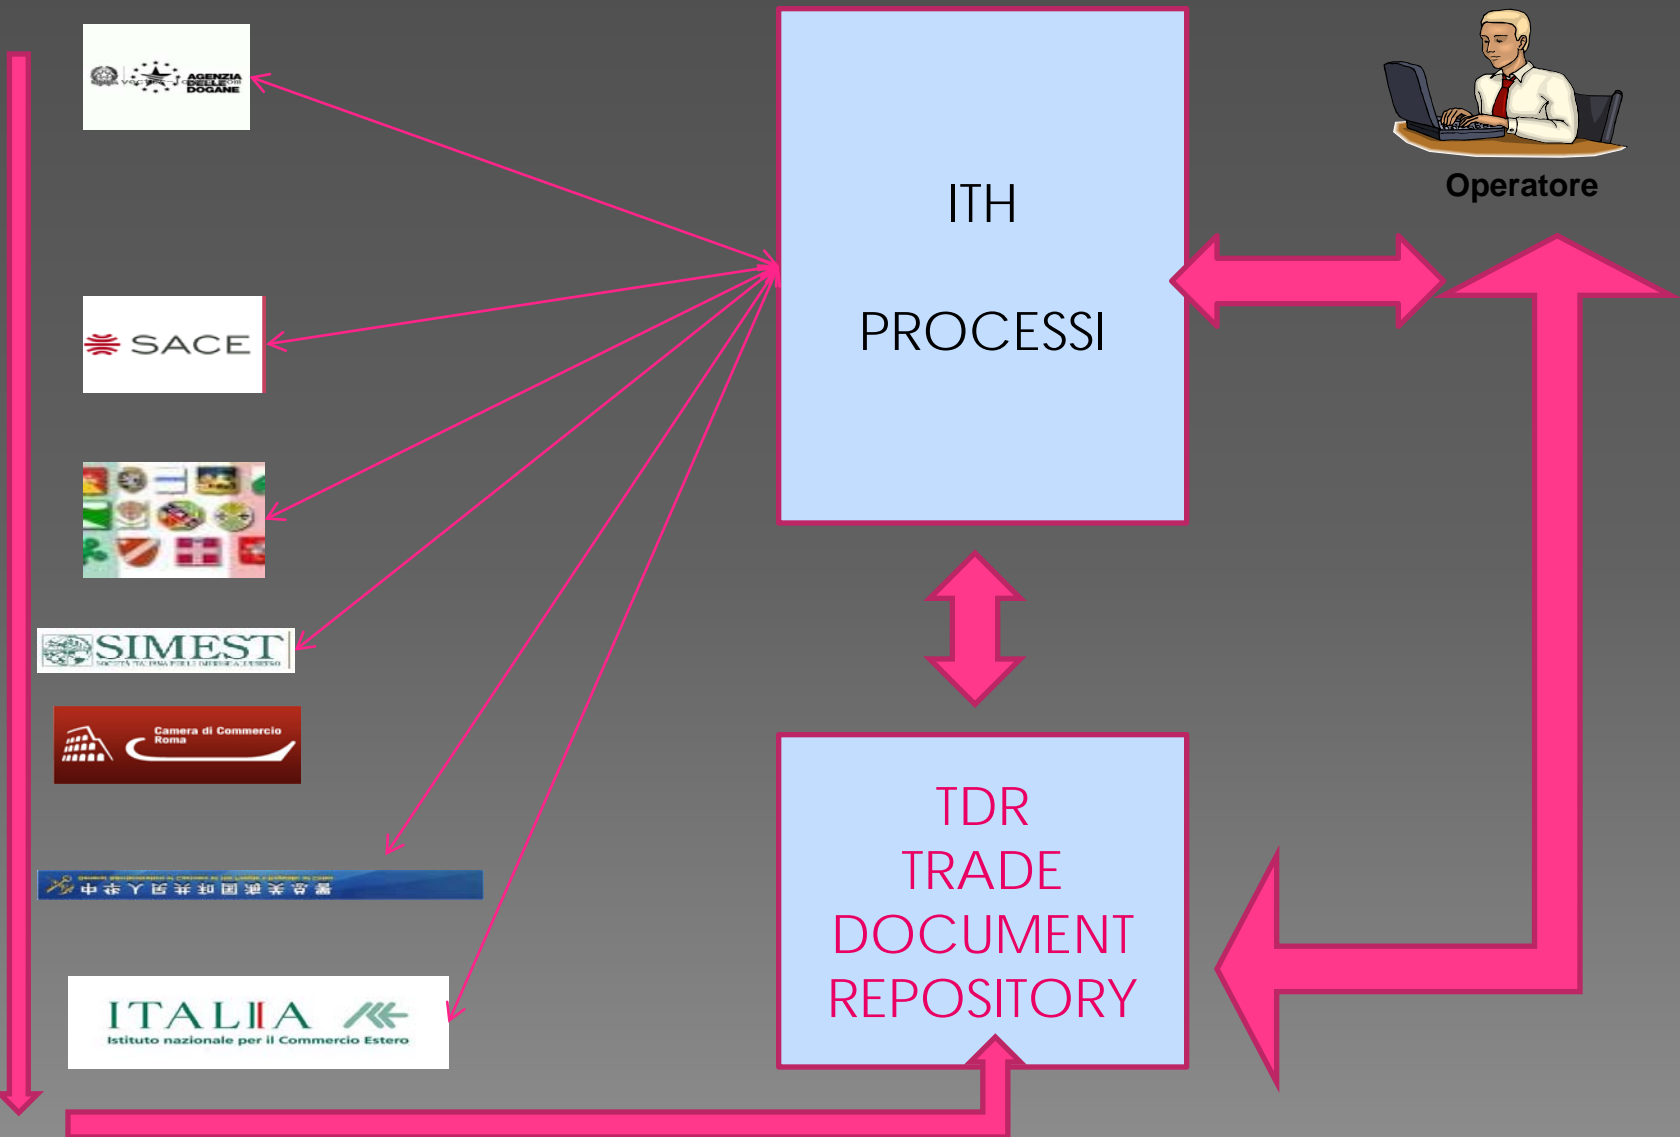 AGENZIA
DELLE
DOGANE
SACE
SIMEST
Camera di Commercio
Roma
ITALIA
Istituto nazionale per il Commercio Estero
ITH
PROCESSI
Operatore
TDR
TRADE
DOCUMENT
REPOSITORY